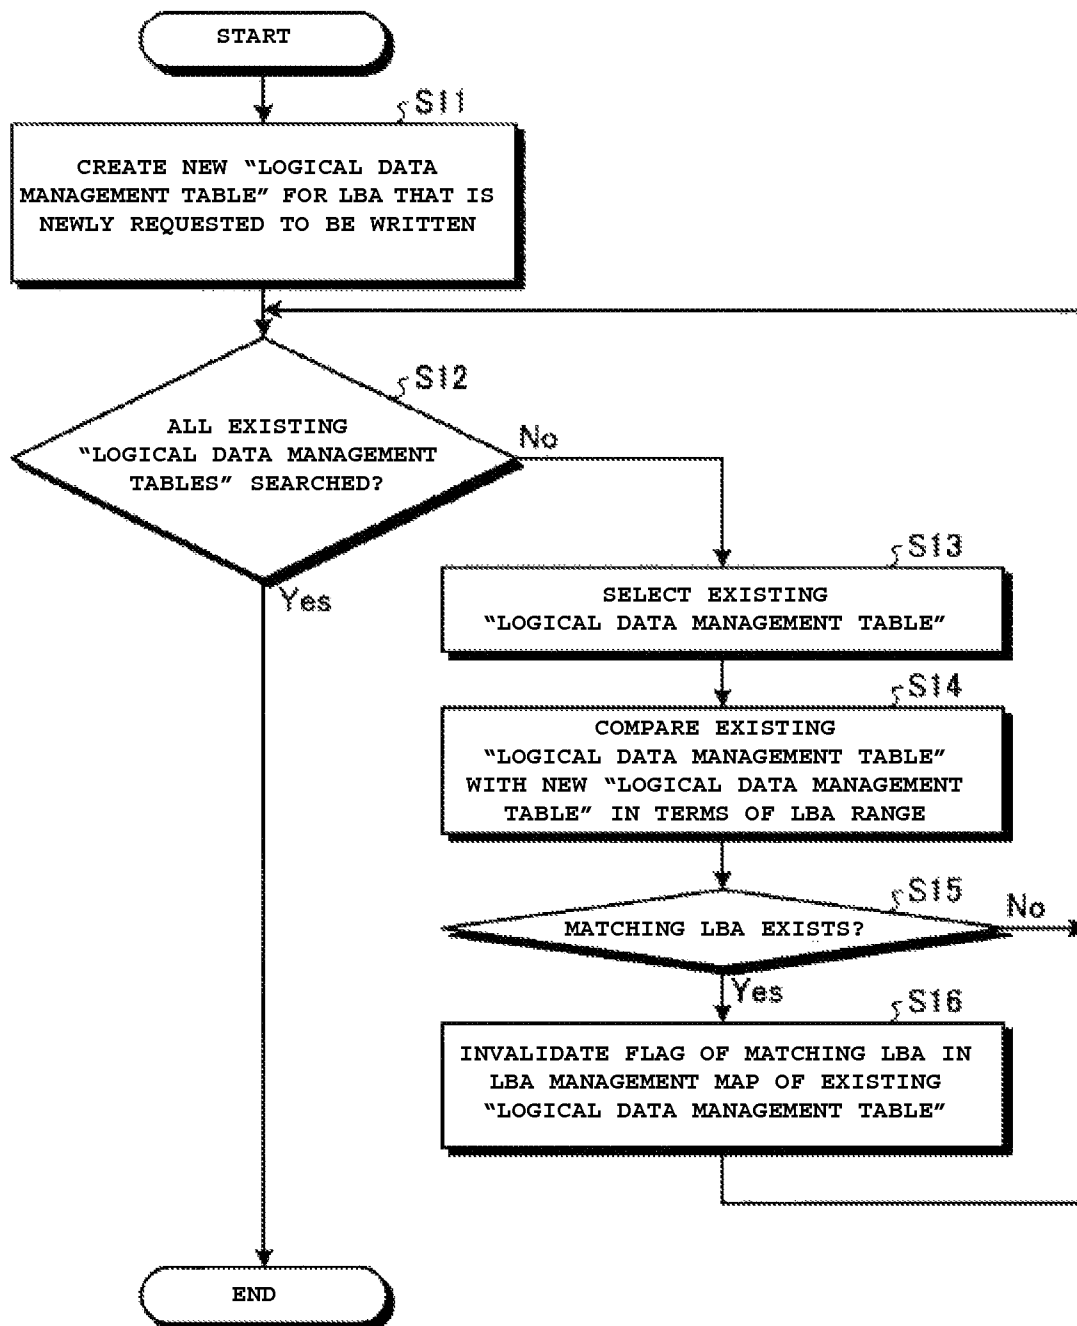 START
S11
CREATE NEW “LOGICAL DATA
MANAGEMENT TABLE” FOR LBA THAT IS
NEWLY REQUESTED TO BE WRITTEN
S12
ALL EXISTING
“LOGICAL DATA MANAGEMENT
TABLES” SEARCHED?
No
Yes
S13
SELECT EXISTING
“LOGICAL DATA MANAGEMENT TABLE”
S14
COMPARE EXISTING
“LOGICAL DATA MANAGEMENT TABLE”
WITH NEW “LOGICAL DATA MANAGEMENT
TABLE” IN TERMS OF LBA RANGE
S15
MATCHING LBA EXISTS?
No
Yes
S16
INVALIDATE FLAG OF MATCHING LBA IN
LBA MANAGEMENT MAP OF EXISTING
“LOGICAL DATA MANAGEMENT TABLE”
END